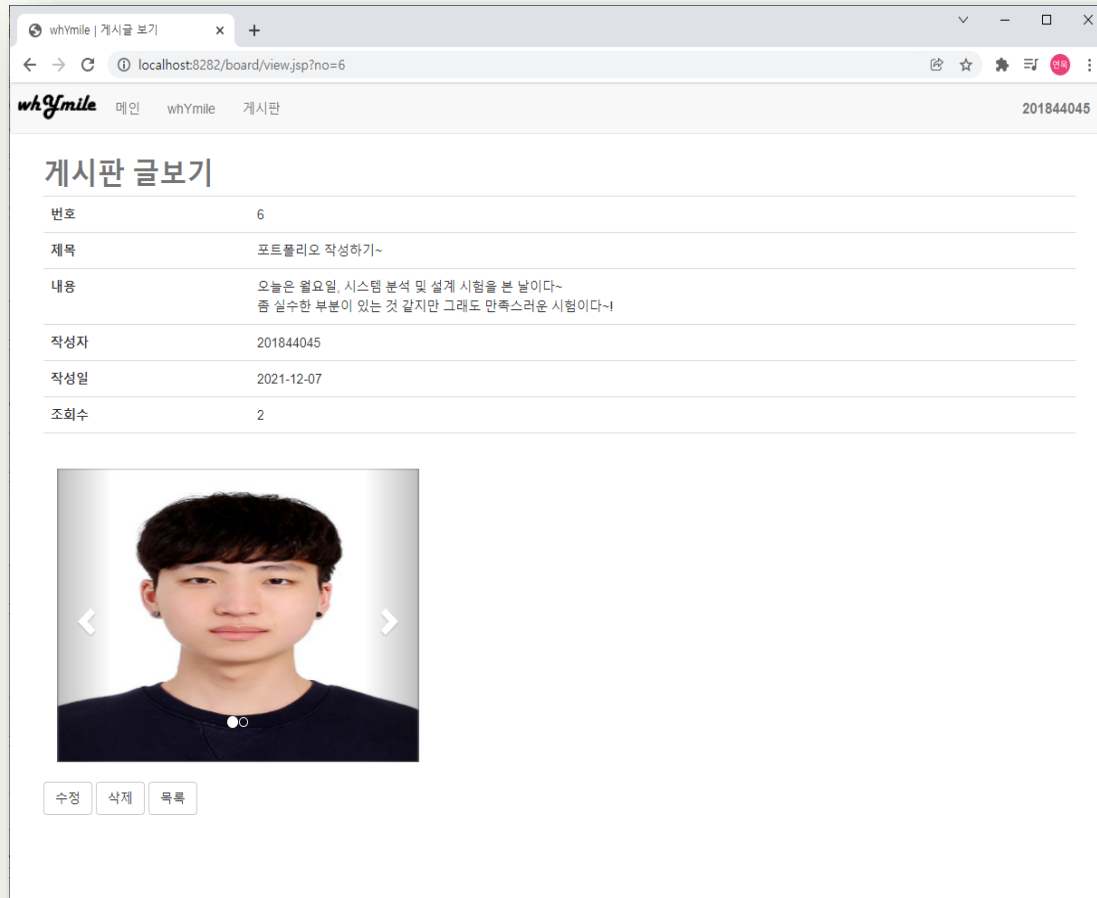 whYmile | 게시글 보기
localhost:8282/board/view.jsp?no=6
연욱
whYmile 메인 whYmile 게시판 201844045
게시판 글보기
번호 6
제목 포트폴리오 작성하기~
내용 오늘은 월요일, 시스템 분석 및 설계 시험을 본 날이다~
좀 실수한 부분이 있는 것 같지만 그래도 만족스러운 시험이다~!
작성자 201844045
작성일 2021-12-07
조회수 2
수정 삭제 목록